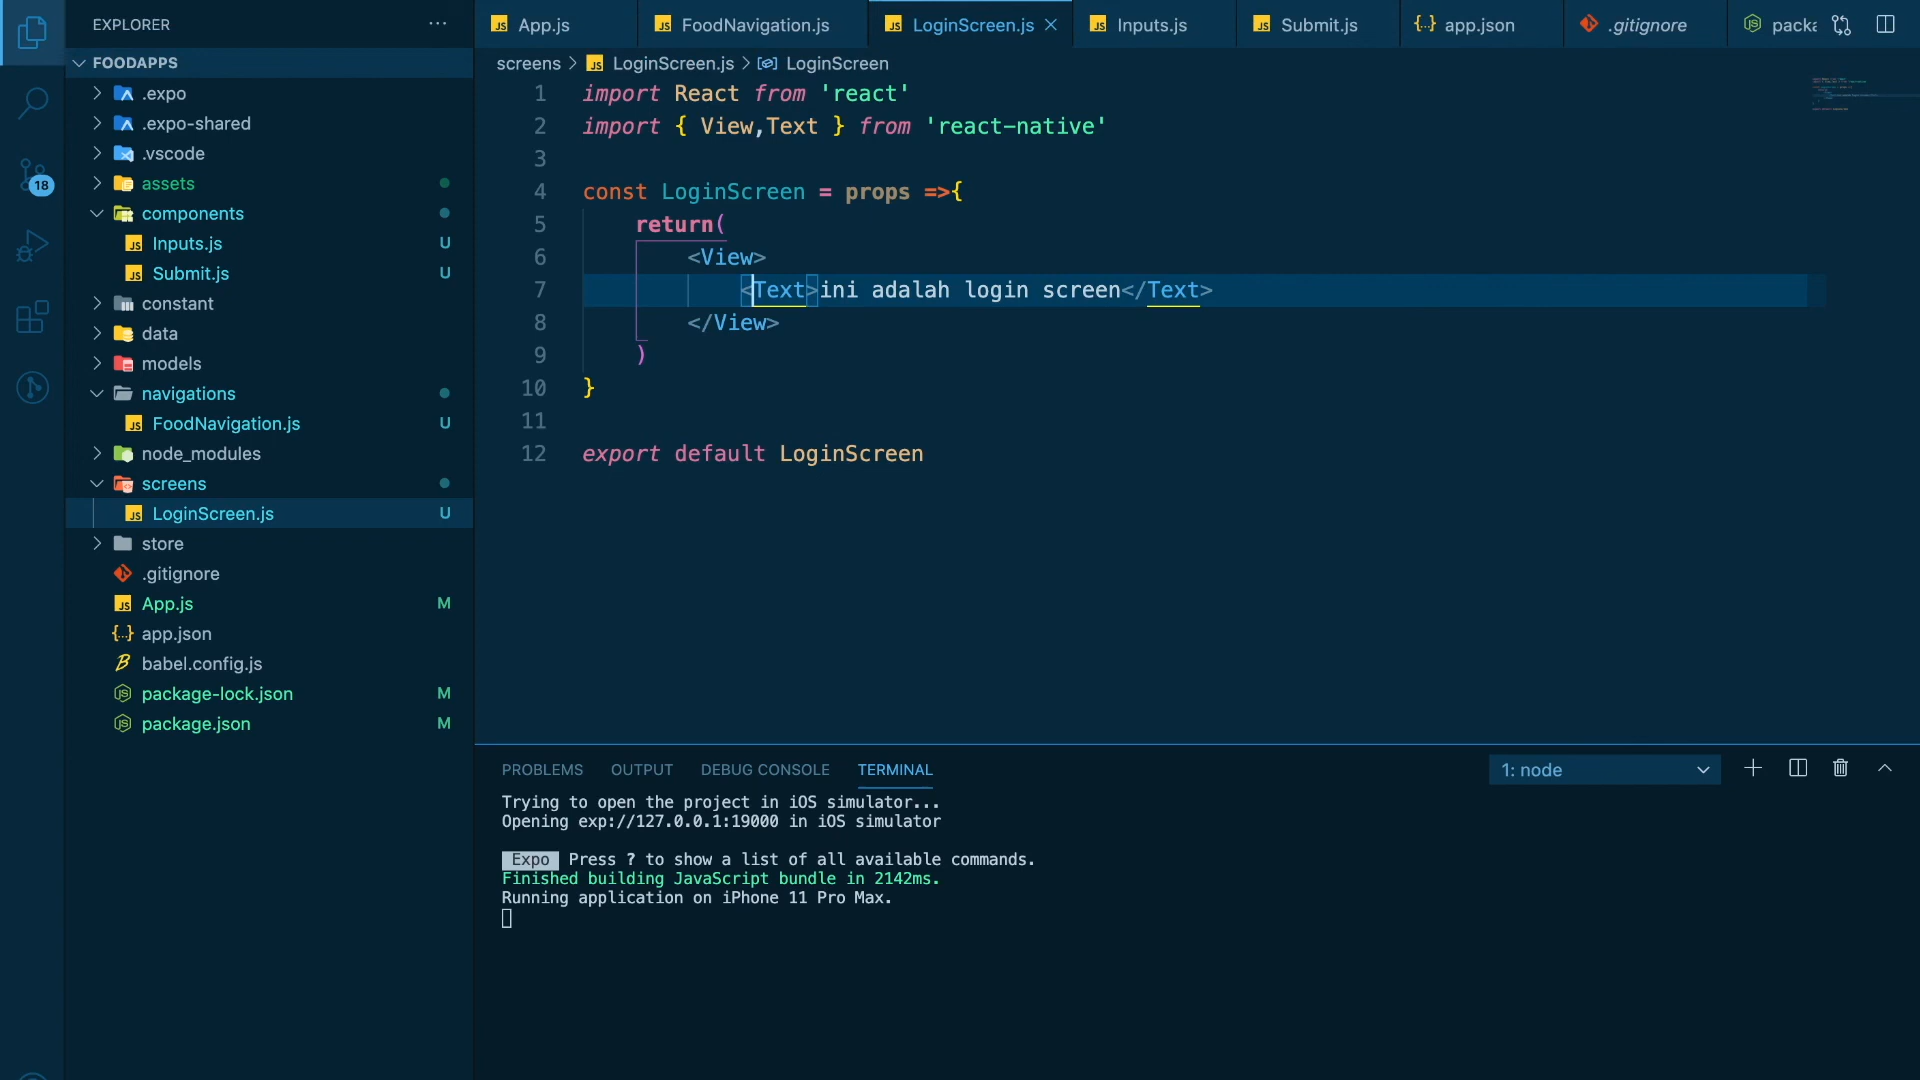 EXPLORER ...
FOODAPPS
.expo
.expo-shared
.vscode
assets
components
Inputs.js U
Submit.js U
constant
data
models
navigations
FoodNavigation.js U
node_modules
screens
LoginScreen.js U
store
.gitignore
App.js M
app.json
babel.config.js
package-lock.json M
package.json M
18
App.js FoodNavigation.js LoginScreen.js Inputs.js Submit.js app.json .gitignore packa
screens > LoginScreen.js > LoginScreen
1 import React from 'react'
2 import { View,Text } from 'react-native'
3
4 const LoginScreen = props =>{
5 return(
6 <View>
7 <Text>ini adalah login screen</Text>
8 </View>
9 )
10 }
11
12 export default LoginScreen
PROBLEMS OUTPUT DEBUG CONSOLE TERMINAL 1: node
Trying to open the project in iOS simulator...
Opening exp://127.0.0.1:19000 in iOS simulator
Expo Press ? to show a list of all available commands.
Finished building JavaScript bundle in 2142ms.
Running application on iPhone 11 Pro Max.